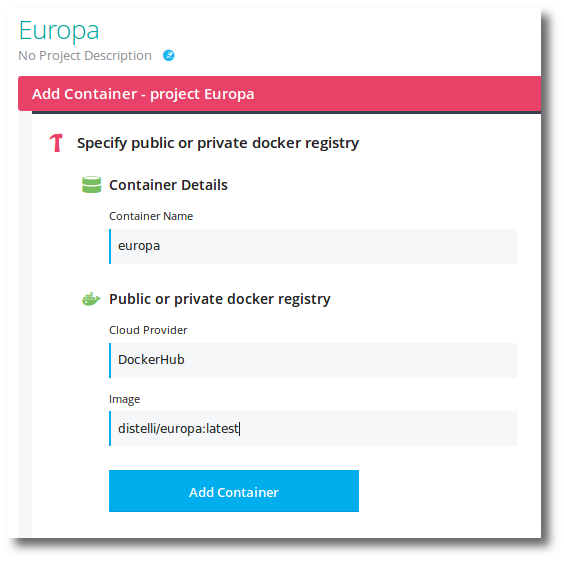 Europa
No Project Description
Add Container - project Europa
Specify public or private docker registry
Container Details
Container Name
europa
Public or private docker registry
Cloud Provider
DockerHub
Image
distelli/europa:latest
Add Container